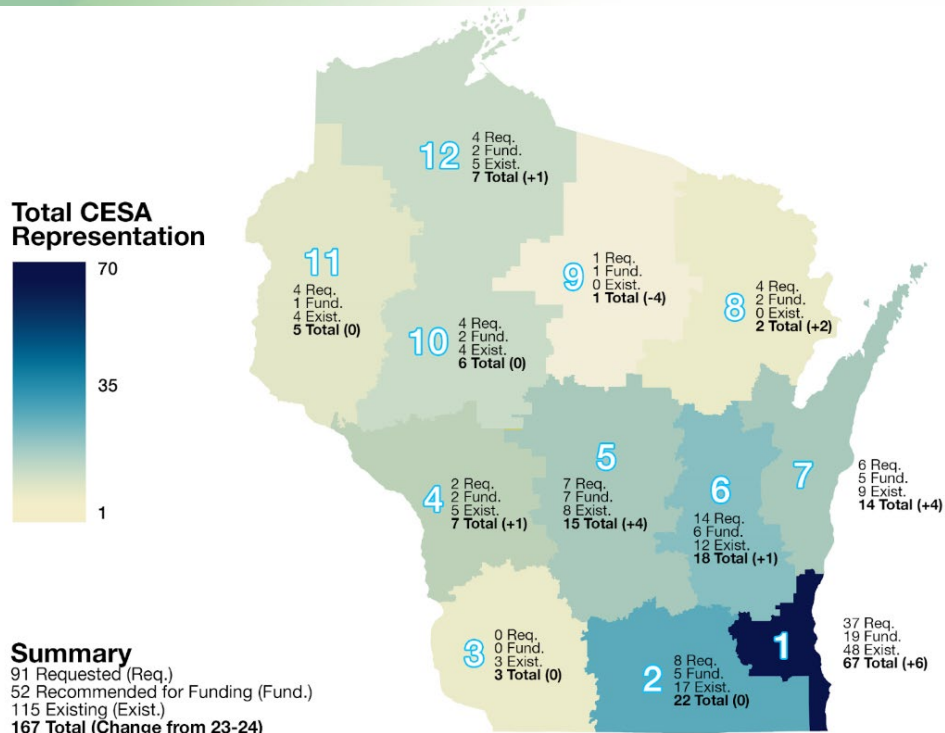 12
4 Req.
2 Fund.
5 Exist.
7 Total (+1)
Total CESA
Representation
70
35
1
11
4 Req.
1 Fund.
4 Exist.
5 Total (0)
9
1 Req.
1 Fund.
0 Exist.
1 Total (-4)
8
4 Req.
2 Fund.
0 Exist.
2 Total (+2)
10
4 Req.
2 Fund.
4 Exist.
6 Total (0)
4
2 Req.
2 Fund.
5 Exist.
7 Total (+1)
5
7 Req.
7 Fund.
8 Exist.
15 Total (+4)
6
14 Req.
6 Fund.
12 Exist.
18 Total (+1)
7
6 Req.
5 Fund.
9 Exist.
14 Total (+4)
3
0 Req.
0 Fund.
3 Exist.
3 Total (0)
2
8 Req.
5 Fund.
17 Exist.
22 Total (0)
1
37 Req.
19 Fund.
48 Exist.
67 Total (+6)
Summary
91 Requested (Req.)
52 Recommended for Funding (Fund.)
115 Existing (Exist.)
167 Total (Change from 23-24)